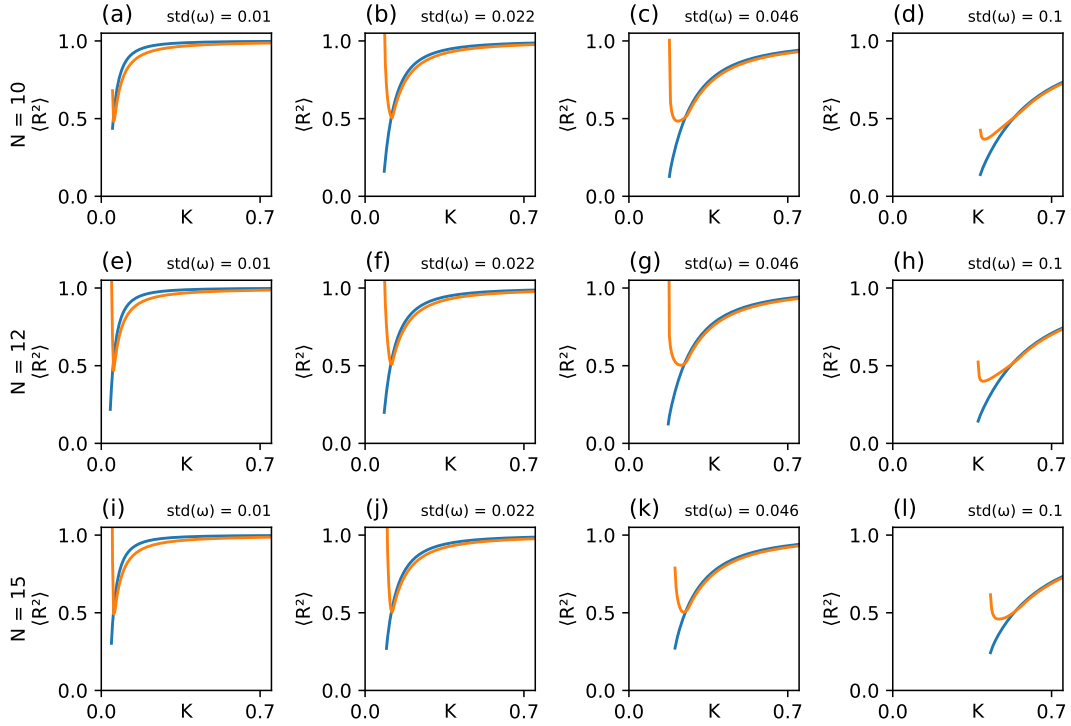 (a) std(ω) = 0.01
(b) std(ω) = 0.022
(c) std(ω) = 0.046
(d) std(ω) = 0.1
N = 10
⟨R²⟩
1.0
0.5
0.0
0.0 K 0.7
⟨R²⟩
1.0
0.5
0.0
0.0 K 0.7
⟨R²⟩
1.0
0.5
0.0
0.0 K 0.7
⟨R²⟩
1.0
0.5
0.0
0.0 K 0.7
(e) std(ω) = 0.01
(f) std(ω) = 0.022
(g) std(ω) = 0.046
(h) std(ω) = 0.1
N = 12
⟨R²⟩
1.0
0.5
0.0
0.0 K 0.7
⟨R²⟩
1.0
0.5
0.0
0.0 K 0.7
⟨R²⟩
1.0
0.5
0.0
0.0 K 0.7
⟨R²⟩
1.0
0.5
0.0
0.0 K 0.7
(i) std(ω) = 0.01
(j) std(ω) = 0.022
(k) std(ω) = 0.046
(l) std(ω) = 0.1
N = 15
⟨R²⟩
1.0
0.5
0.0
0.0 K 0.7
⟨R²⟩
1.0
0.5
0.0
0.0 K 0.7
⟨R²⟩
1.0
0.5
0.0
0.0 K 0.7
⟨R²⟩
1.0
0.5
0.0
0.0 K 0.7